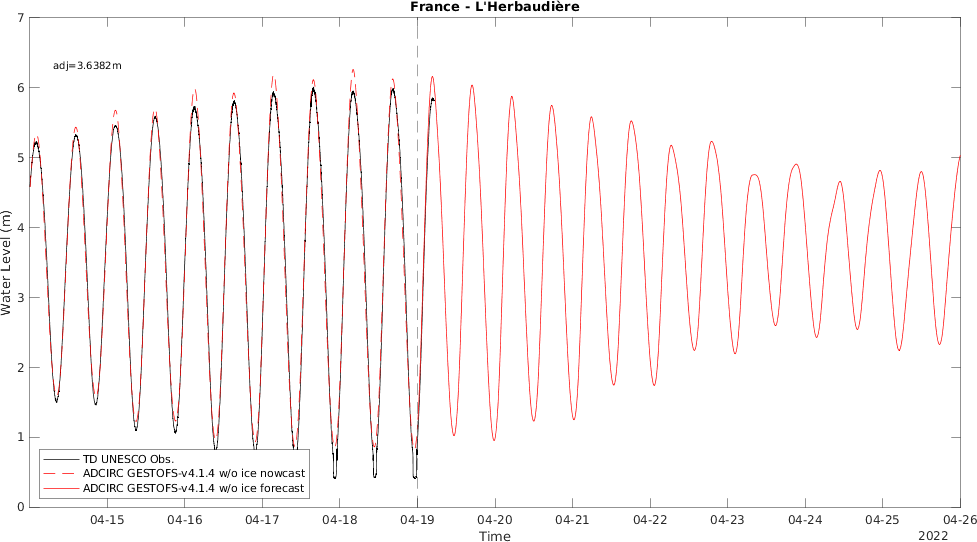 France - L'Herbaudière
7
6
5
4
3
2
1
0
Water Level (m)
adj=3.6382m
TD UNESCO Obs.
ADCIRC GESTOFS-v4.1.4 w/o ice nowcast
ADCIRC GESTOFS-v4.1.4 w/o ice forecast
04-15 04-16 04-17 04-18 04-19 04-20 04-21 04-22 04-23 04-24 04-25 04-26
Time
2022